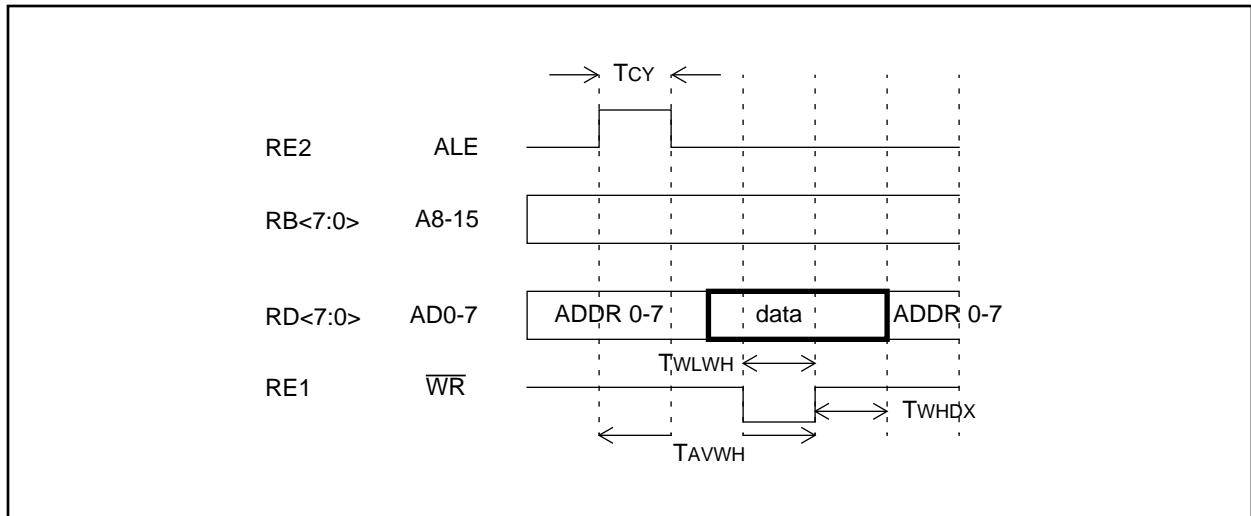 TCY
RE2 ALE
RB<7:0> A8-15
RD<7:0> AD0-7 ADDR 0-7 data ADDR 0-7
TWLWH
RE1 WR
TWHDX
TAVWH